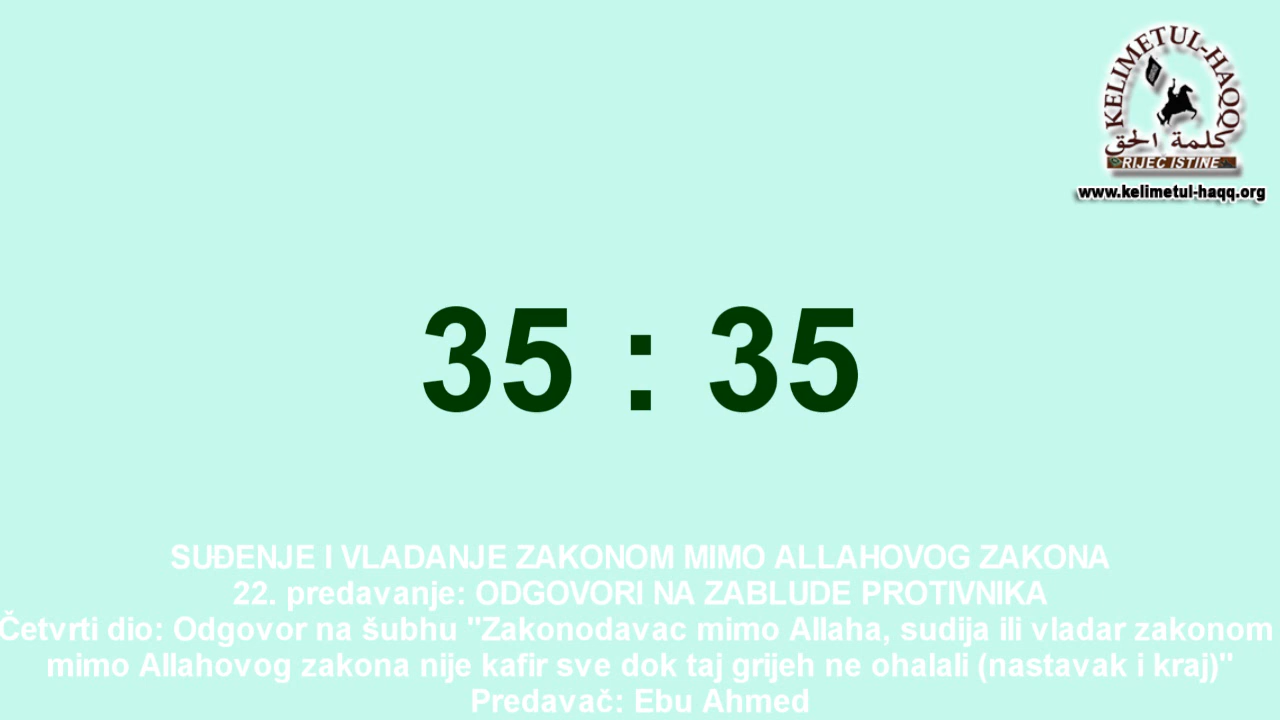 KELIMETUL-HAQQ
كلمة الحق
RIJEC ISTINE
www.kelimetul-haqq.org
35 : 35
SUĐENJE I VLADANJE ZAKONOM MIMO ALLAHOVOG ZAKONA
22. predavanje: ODGOVORI NA ZABLUDE PROTIVNIKA
Četvrti dio: Odgovor na šubhu "Zakonodavac mimo Allaha, sudija ili vladar zakonom
mimo Allahovog zakona nije kafir sve dok taj grijeh ne ohalali (nastavak i kraj)"
Predavač: Ebu Ahmed